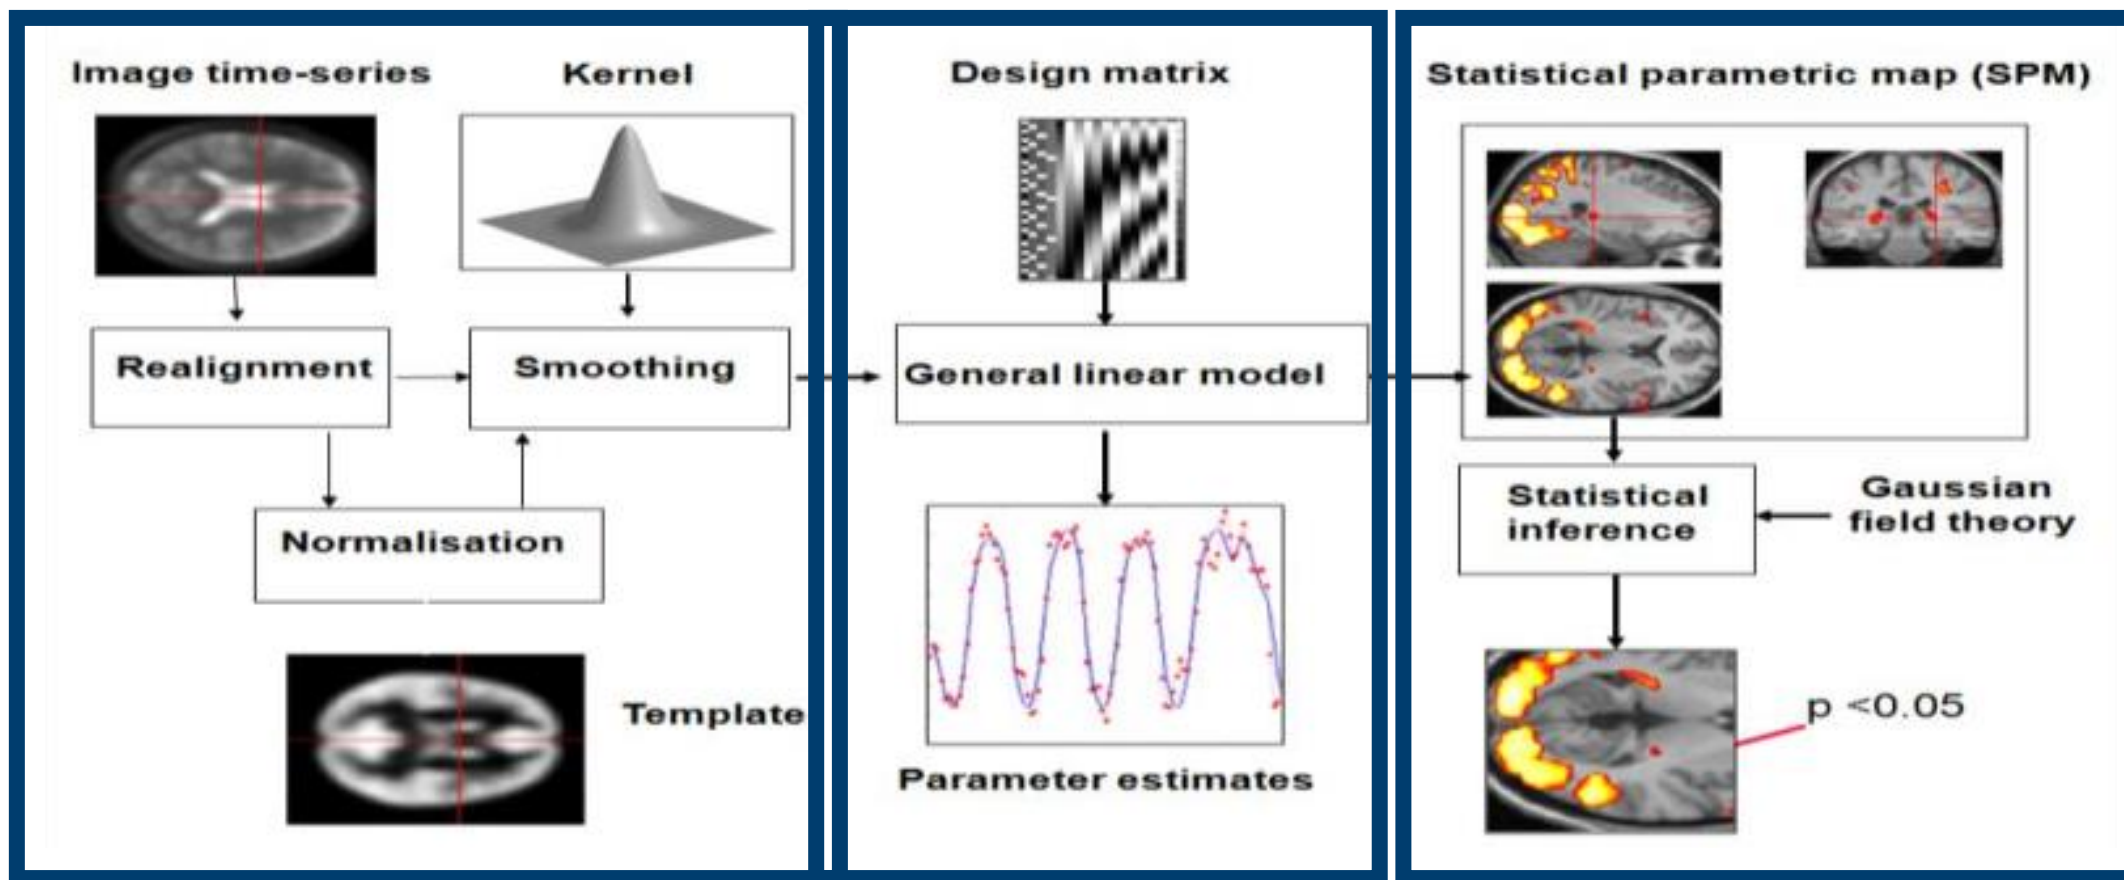 Image time-series
Kernel
Realignment
Smoothing
Normalisation
Template
Design matrix
General linear model
Parameter estimates
Statistical parametric map (SPM)
Statistical
inference
Gaussian
field theory
p <0.05